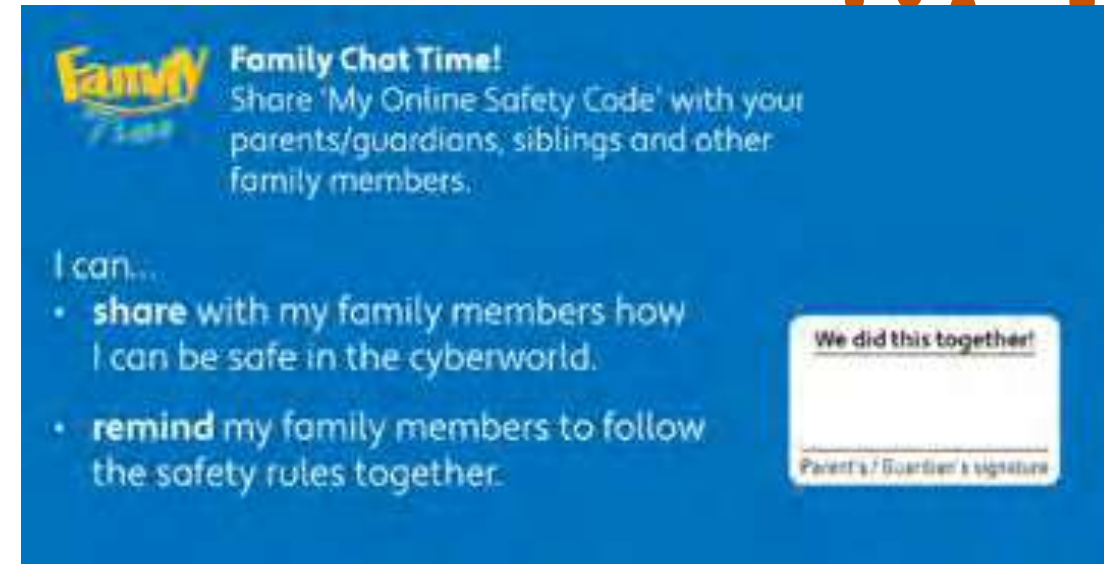 Family
Time
Family Chat Time!
Share 'My Online Safety Code' with your
parents/guardians, siblings and other
family members.
I can...
• share with my family members how
I can be safe in the cyberworld.
• remind my family members to follow
the safety rules together.
We did this together!
Parent's / Guardian's signature